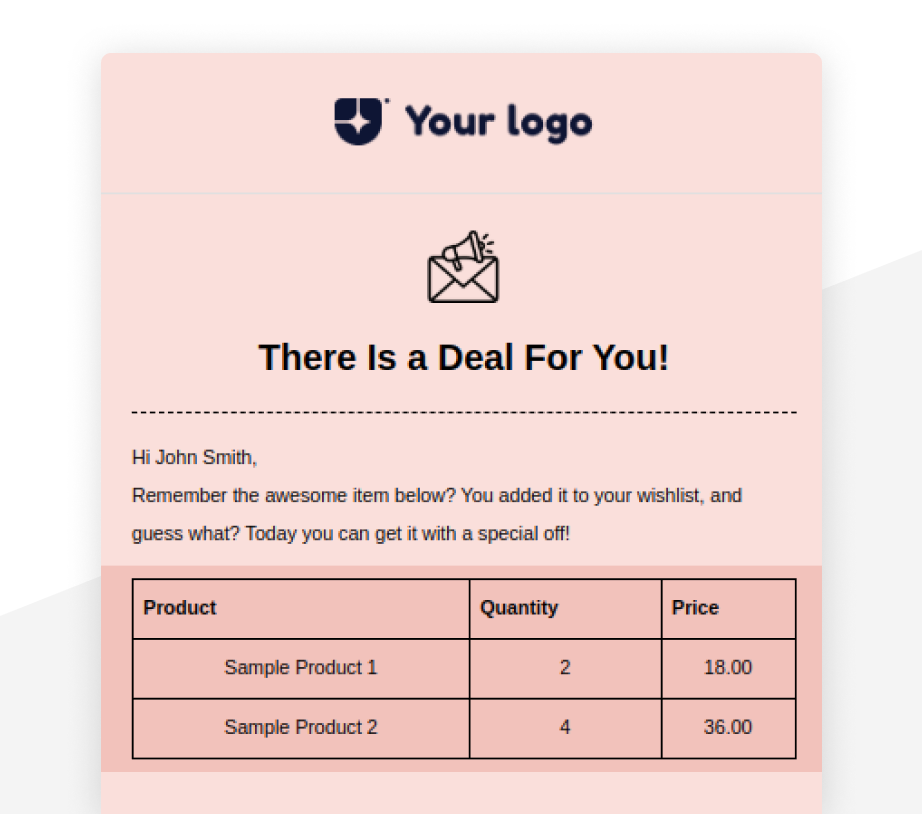 Your logo
There Is a Deal For You!
Hi John Smith,
Remember the awesome item below? You added it to your wishlist, and
guess what? Today you can get it with a special off!
Product Quantity Price
Sample Product 1 2 18.00
Sample Product 2 4 36.00